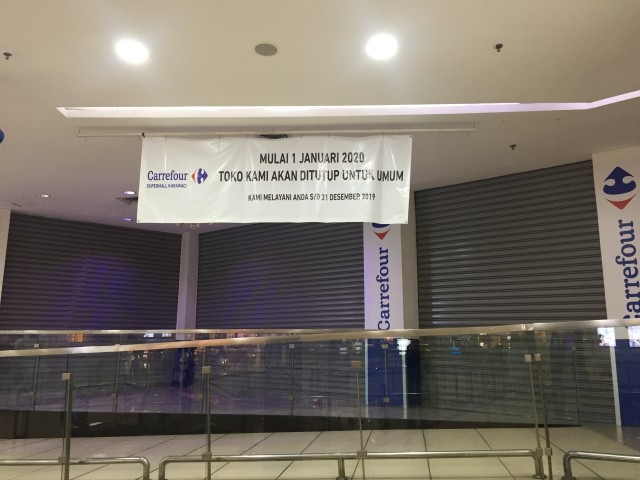 MULAI 1 JANUARI 2020
Carrefour
SUPERMALL KARAWACI
TOKO KAMI AKAN DITUTUP UNTUK UMUM
KAMI MELAYANI ANDA S/D 31 DESEMBER 2019
Carrefour
Carrefour